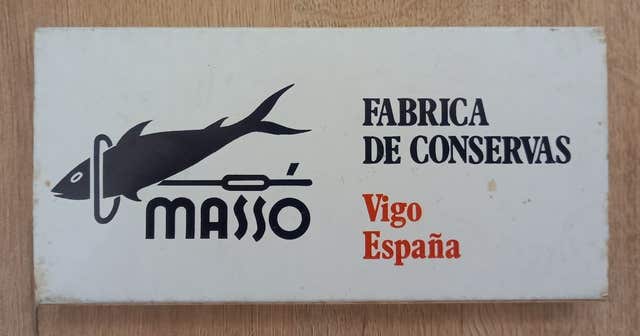 MASSÓ
FABRICA
DE CONSERVAS
Vigo
España